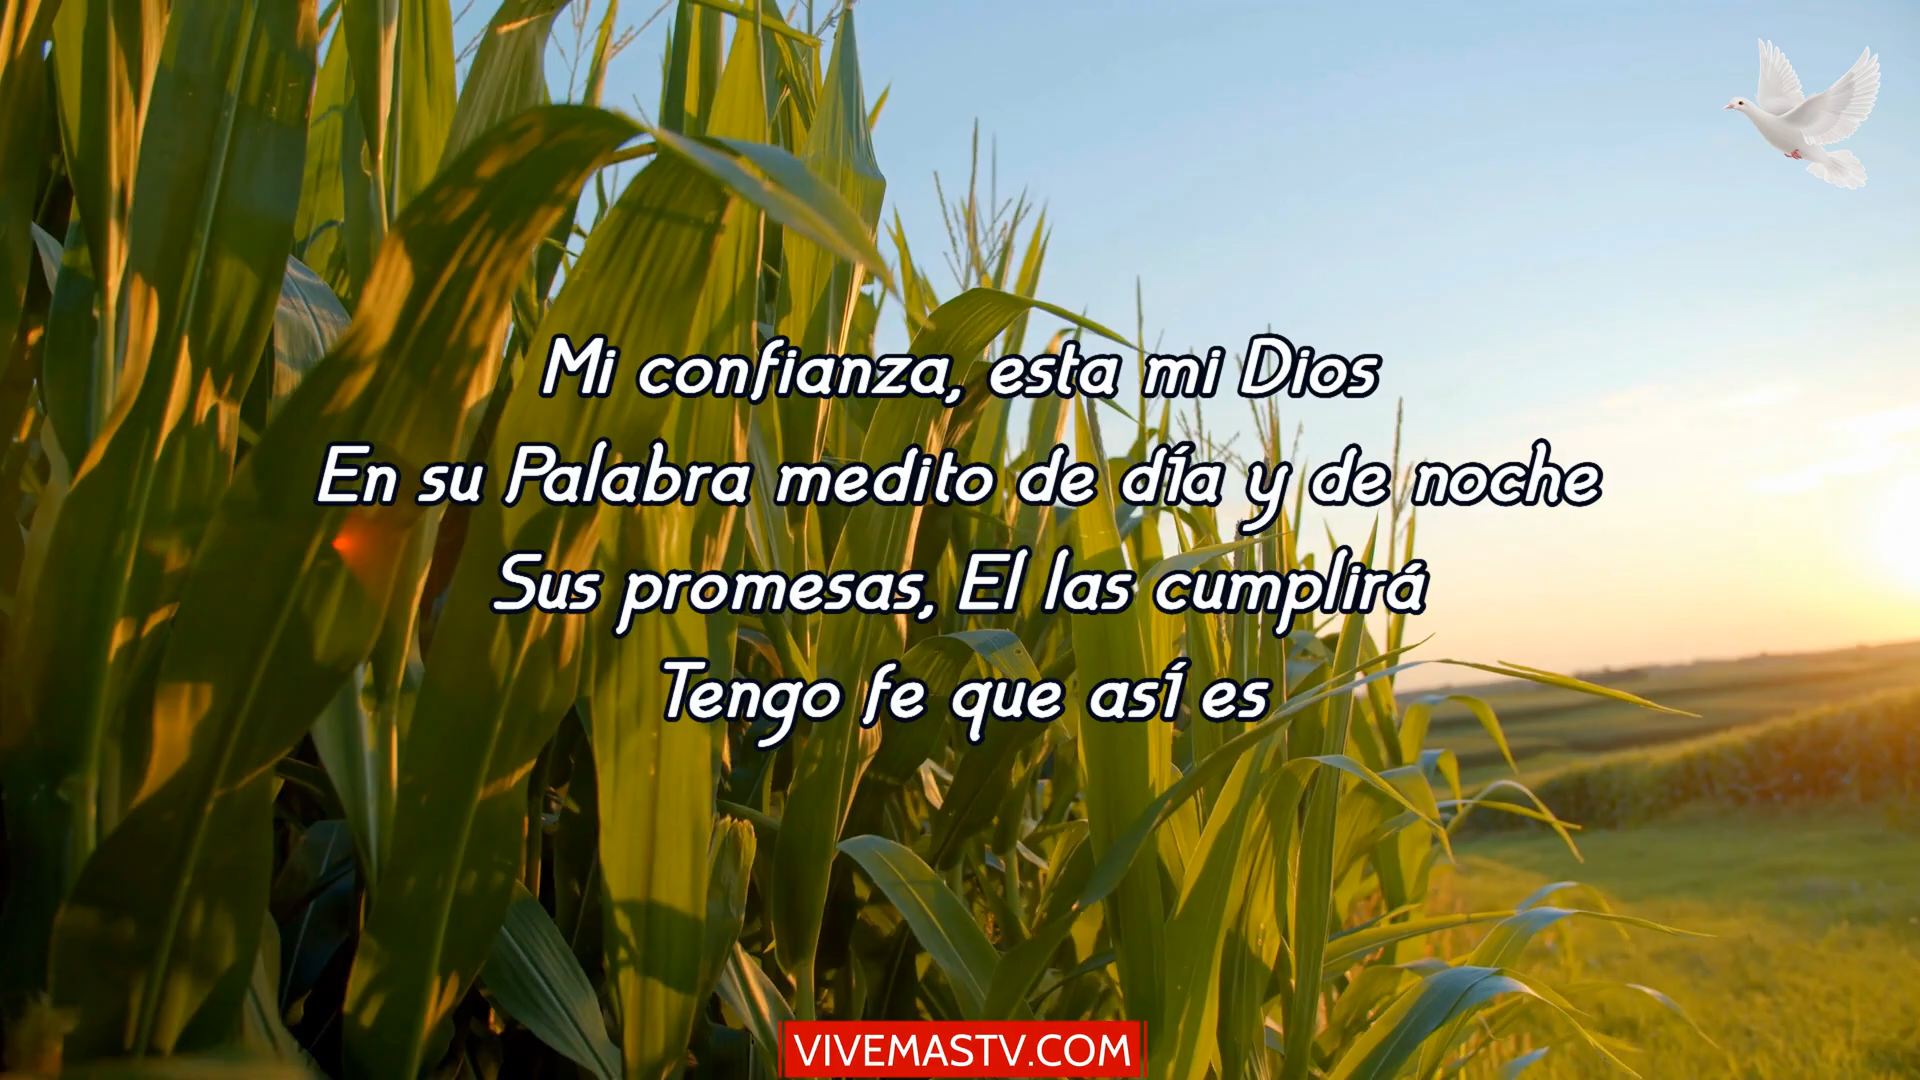 Mi confianza, esta mi Dios
En su Palabra medito de día y de noche
Sus promesas, El las cumplirá
Tengo fe que así es
VIVEMASTV.COM